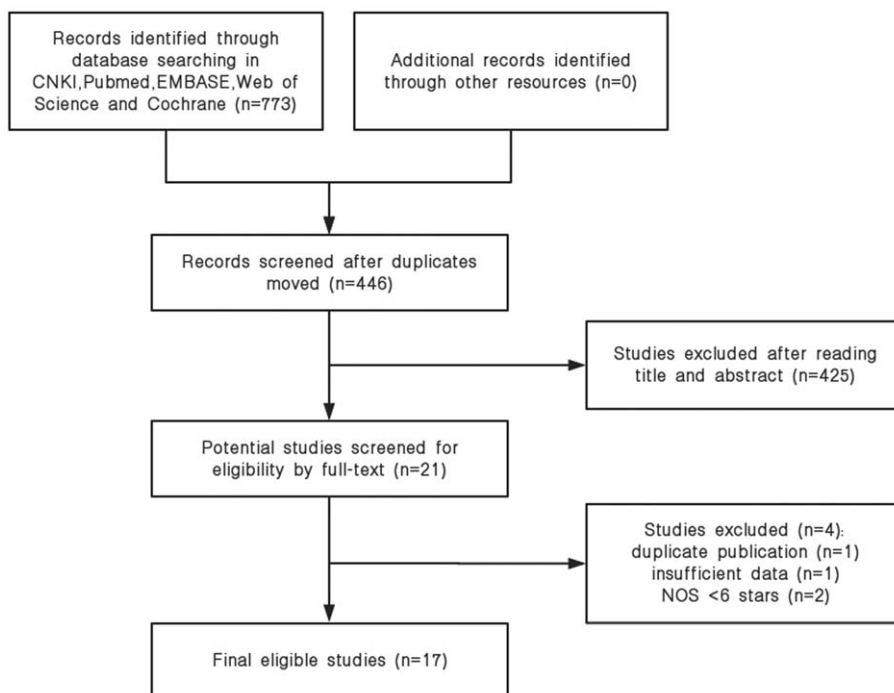 Records identified through
database searching in
CNKI,Pubmed,EMBASE,Web of
Science and Cochrane (n=773)
Additional records identified
through other resources (n=0)
Records screened after duplicates
moved (n=446)
Studies excluded after reading
title and abstract (n=425)
Potential studies screened for
eligibility by full-text (n=21)
Studies excluded (n=4):
duplicate publication (n=1)
insufficient data (n=1)
NOS <6 stars (n=2)
Final eligible studies (n=17)